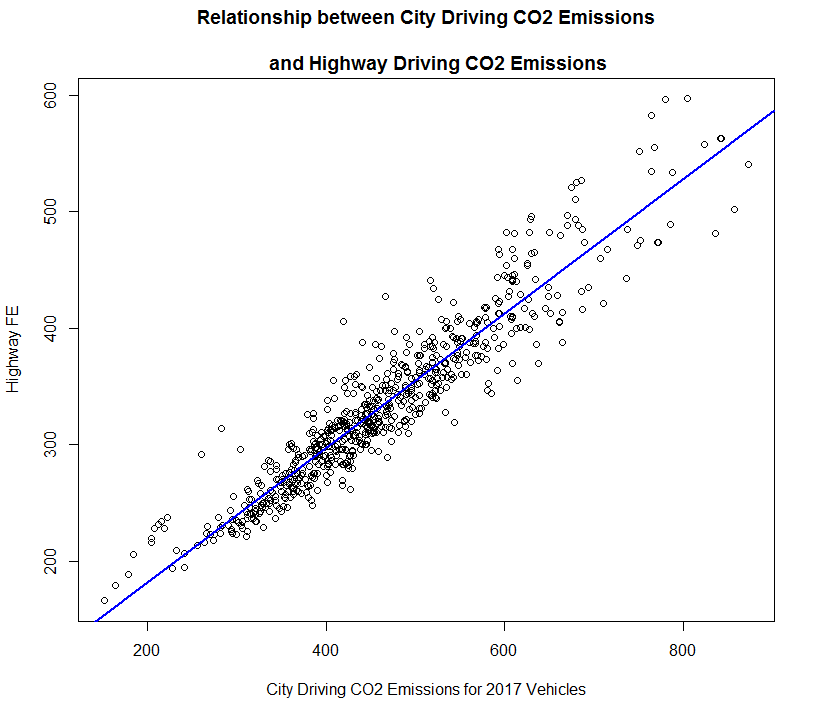 Relationship between City Driving CO2 Emissions
and Highway Driving CO2 Emissions
600
500
400
300
200
Highway FE
200 400 600 800
City Driving CO2 Emissions for 2017 Vehicles